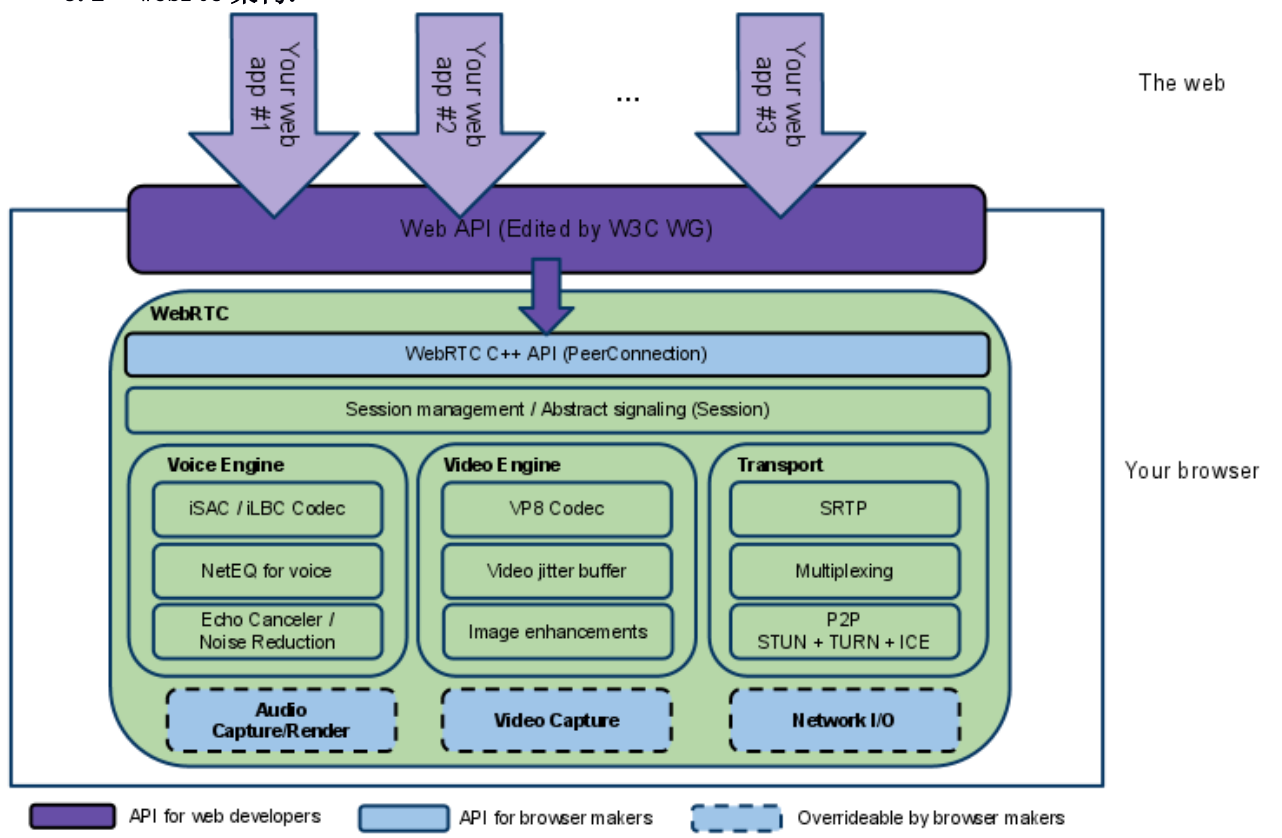 Your web
app #1
Your web
app #2
...
Your web
app #3
The web
Web API (Edited by W3C WG)
WebRTC
WebRTC C++ API (PeerConnection)
Session management / Abstract signaling (Session)
Your browser
Voice Engine
iSAC / iLBC Codec
NetEQ for voice
Echo Canceler /
Noise Reduction
Video Engine
VP8 Codec
Video jitter buffer
Image enhancements
Transport
SRTP
Multiplexing
P2P
STUN + TURN + ICE
Audio
Capture/Render
Video Capture
Network I/O
API for web developers
API for browser makers
Overrideable by browser makers